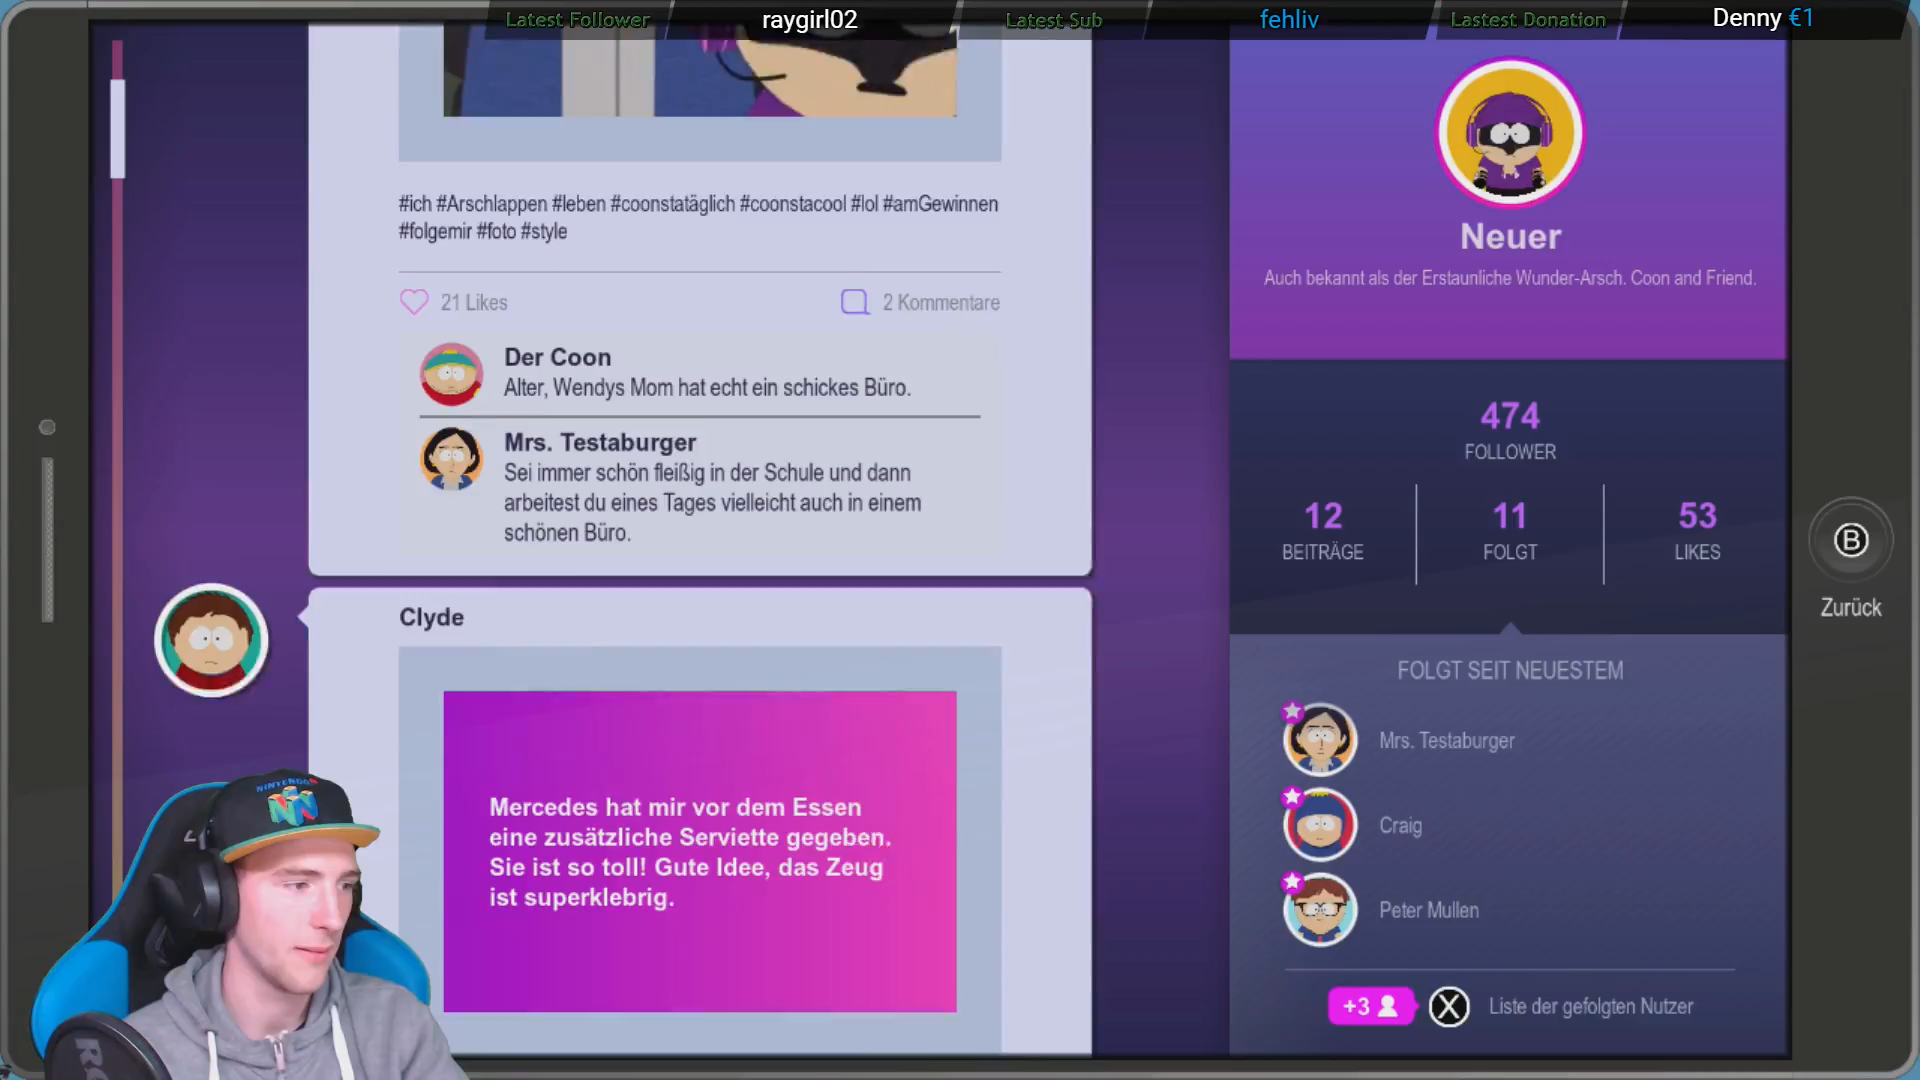 Latest Follower
raygirl02
Latest Sub
fehliv
Lastest Donation
Denny €1
#ich #Arschlappen #leben #coonstatäglich #coonstacool #lol #amGewinnen
#folgemir #foto #style
21 Likes
2 Kommentare
Der Coon
Alter, Wendys Mom hat echt ein schickes Büro.
Mrs. Testaburger
Sei immer schön fleißig in der Schule und dann
arbeitest du eines Tages vielleicht auch in einem
schönen Büro.
Clyde
Mercedes hat mir vor dem Essen
eine zusätzliche Serviette gegeben.
Sie ist so toll! Gute Idee, das Zeug
ist superklebrig.
Neuer
Auch bekannt als der Erstaunliche Wunder-Arsch. Coon and Friend.
474
FOLLOWER
12
BEITRÄGE
11
FOLGT
53
LIKES
FOLGT SEIT NEUESTEM
Mrs. Testaburger
Craig
Peter Mullen
+3
X
Liste der gefolgten Nutzer
B
Zurück
NINTENDO